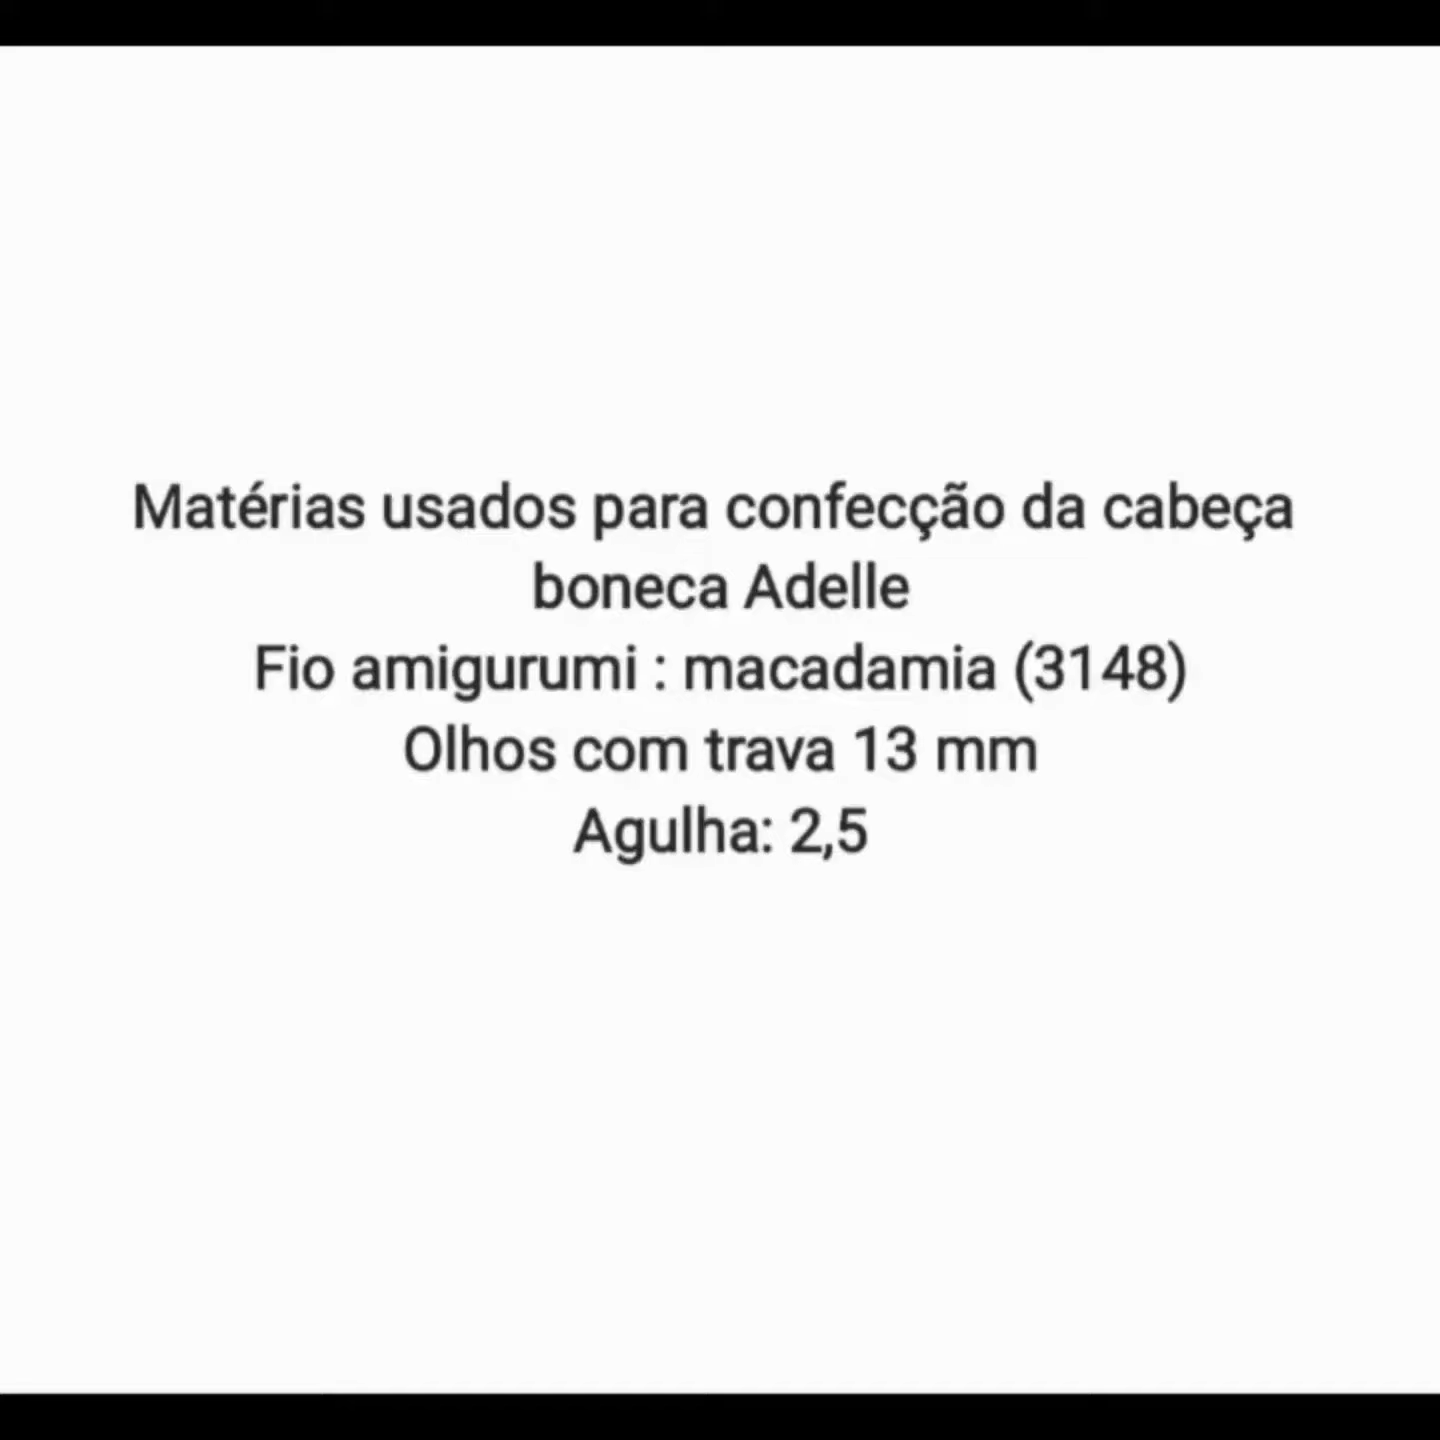 Matérias usados para confecção da cabeça
boneca Adelle
Fio amigurumi : macadamia (3148)
Olhos com trava 13 mm
Agulha: 2,5